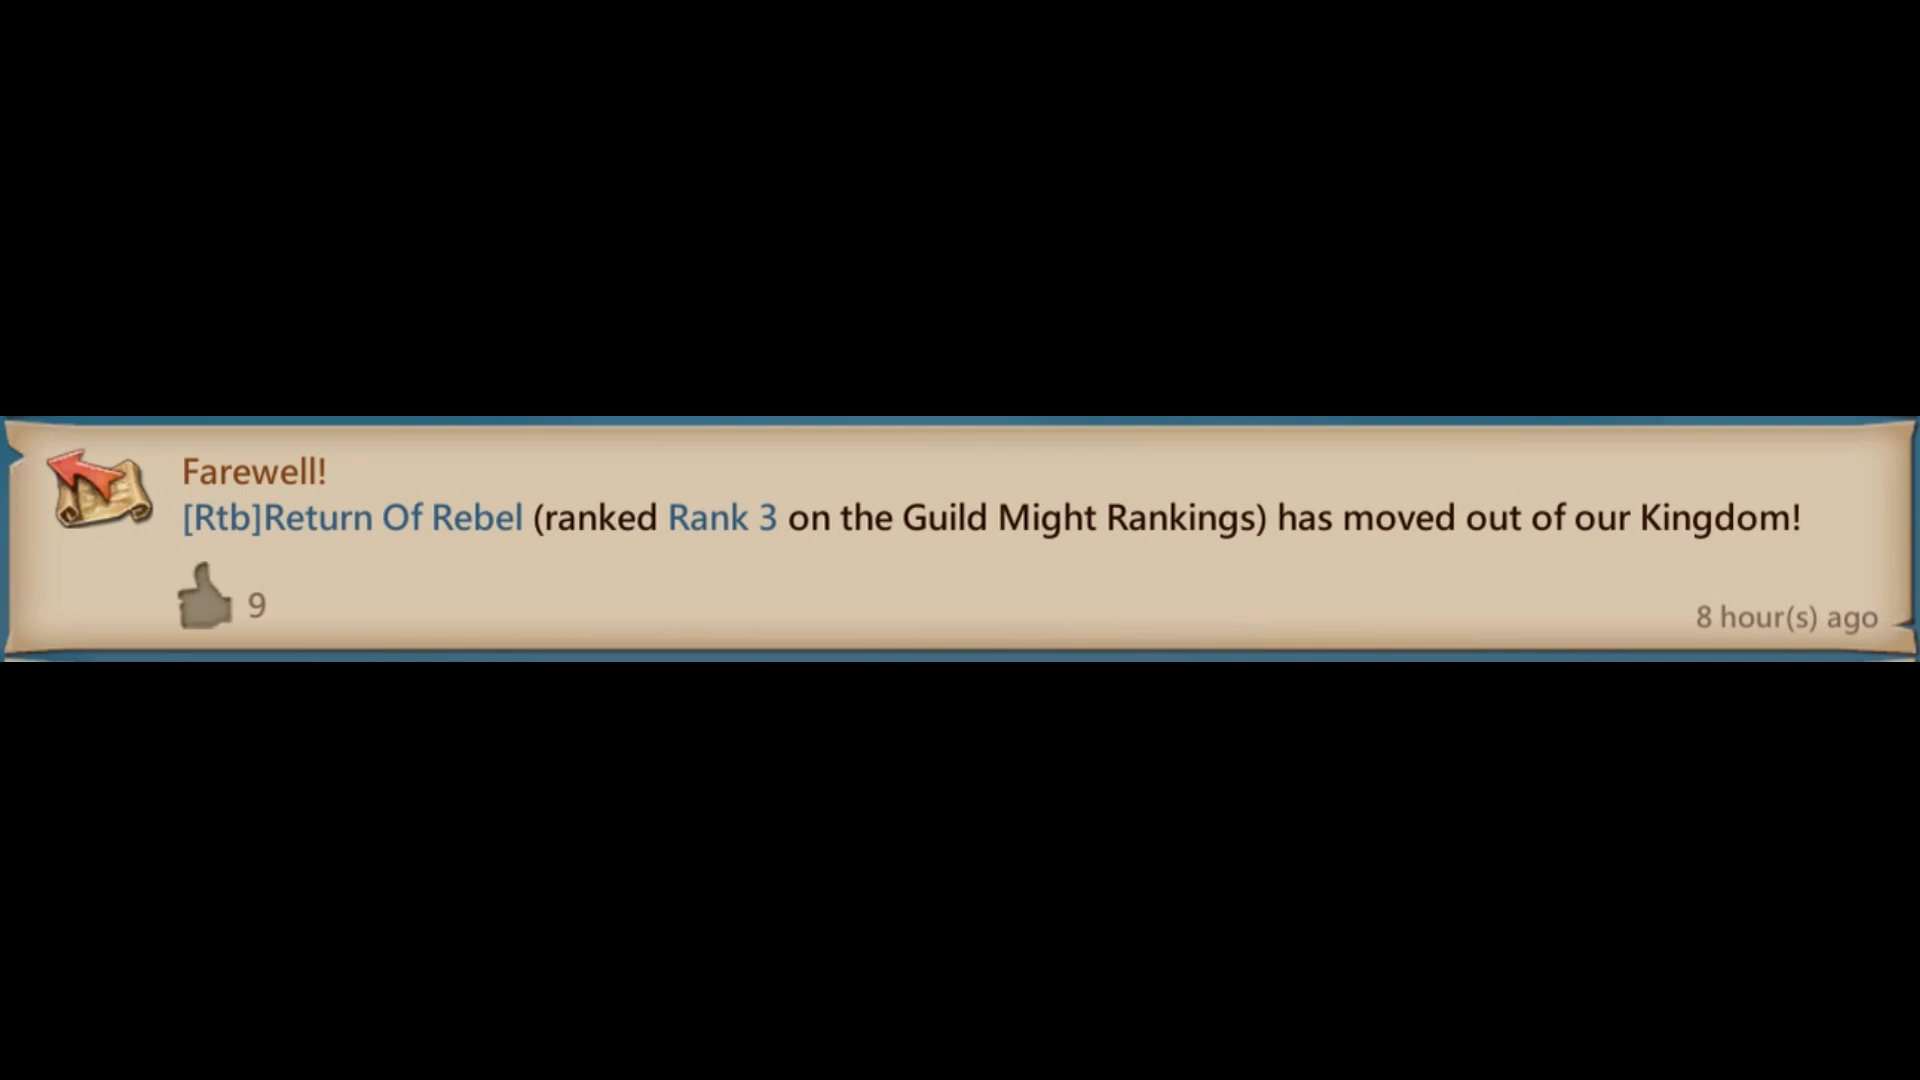 Farewell!
[Rtb]Return Of Rebel (ranked Rank 3 on the Guild Might Rankings) has moved out of our Kingdom!
9
8 hour(s) ago